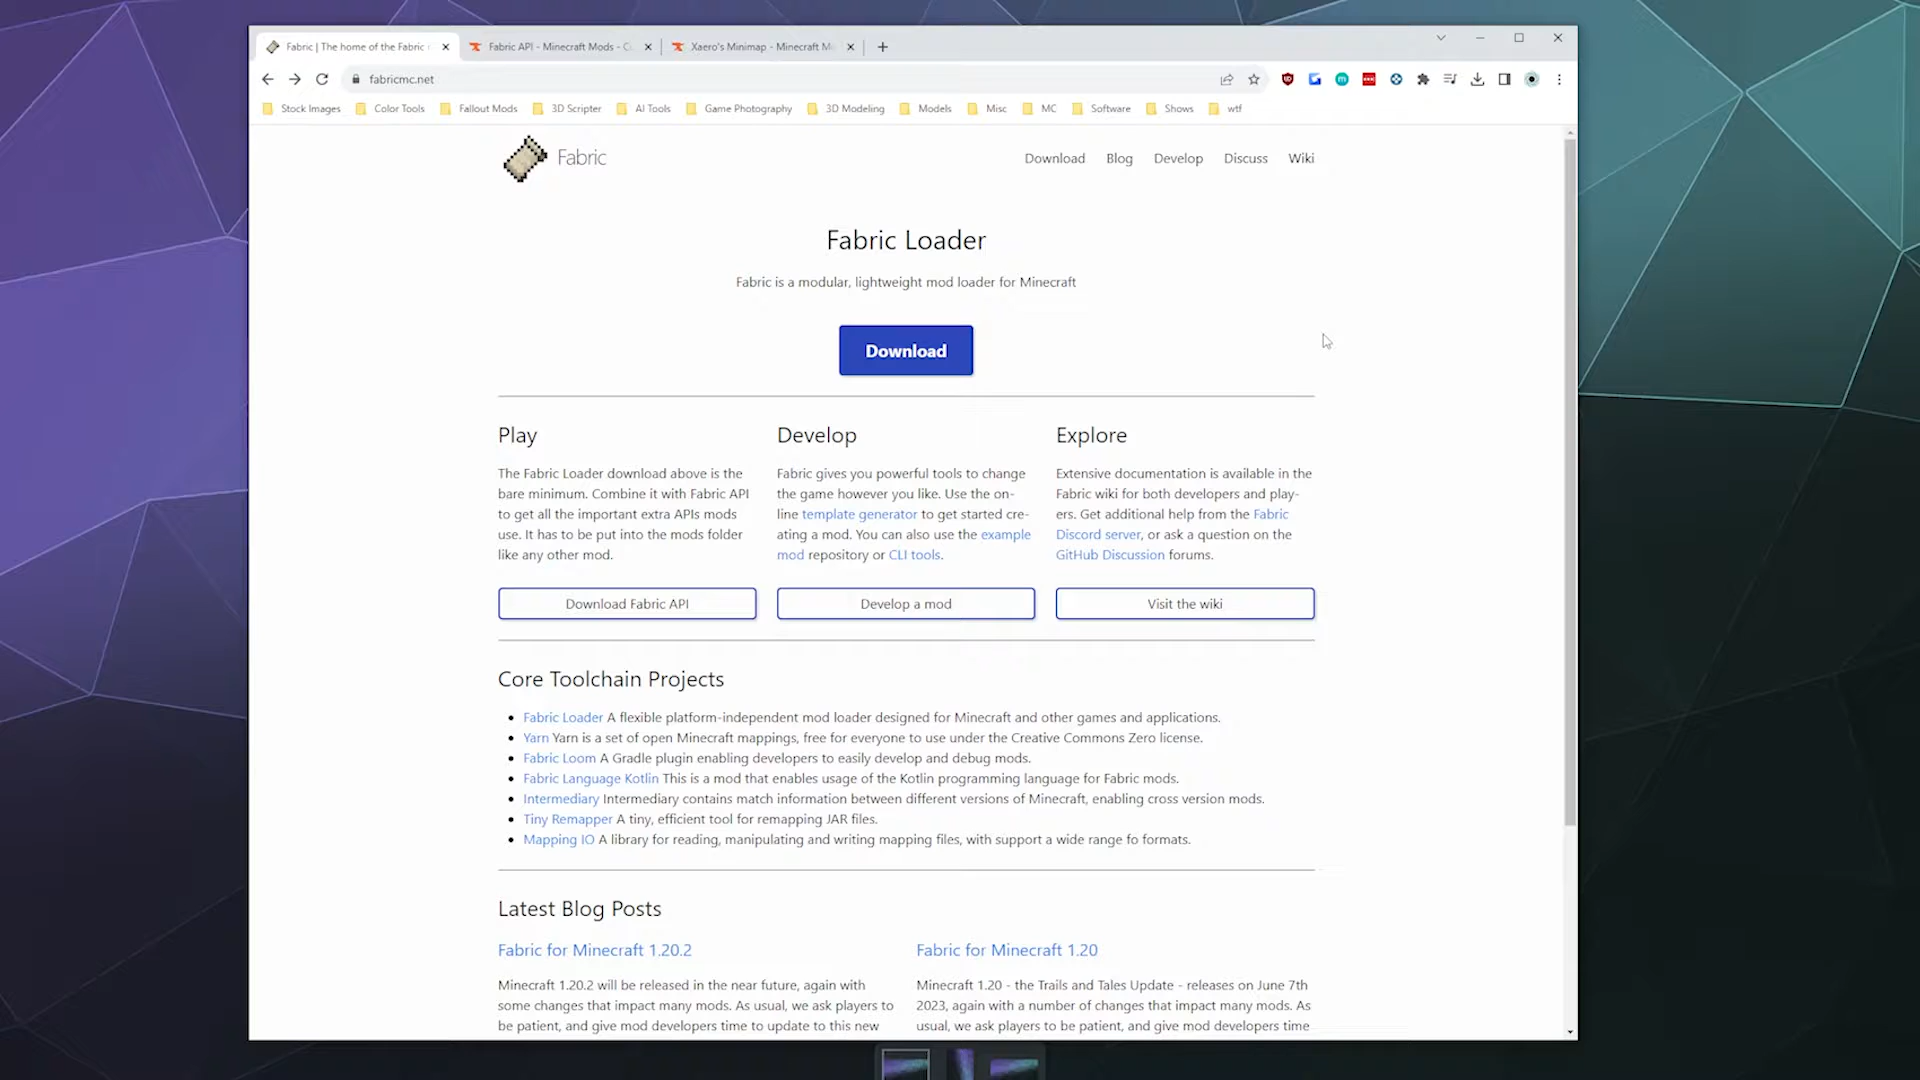 Fabric | The home of the Fabric
Fabric API - Minecraft Mods - C
Xaero's Minimap - Minecraft M
fabricmc.net
Stock Images
Color Tools
Fallout Mods
3D Scripter
AI Tools
Game Photography
3D Modeling
Models
Misc
MC
Software
Shows
wtf
Fabric
Download
Blog
Develop
Discuss
Wiki
Fabric Loader
Fabric is a modular, lightweight mod loader for Minecraft
Download
Play
The Fabric Loader download above is the
bare minimum. Combine it with Fabric API
to get all the important extra APIs mods
use. It has to be put into the mods folder
like any other mod.
Download Fabric API
Develop
Fabric gives you powerful tools to change
the game however you like. Use the on-
line template generator to get started cre-
ating a mod. You can also use the example
mod repository or CLI tools.
Develop a mod
Explore
Extensive documentation is available in the
Fabric wiki for both developers and play-
ers. Get additional help from the Fabric
Discord server, or ask a question on the
GitHub Discussion forums.
Visit the wiki
Core Toolchain Projects
Fabric Loader A flexible platform-independent mod loader designed for Minecraft and other games and applications.
Yarn Yarn is a set of open Minecraft mappings, free for everyone to use under the Creative Commons Zero license.
Fabric Loom A Gradle plugin enabling developers to easily develop and debug mods.
Fabric Language Kotlin This is a mod that enables usage of the Kotlin programming language for Fabric mods.
Intermediary Intermediary contains match information between different versions of Minecraft, enabling cross version mods.
Tiny Remapper A tiny, efficient tool for remapping JAR files.
Mapping IO A library for reading, manipulating and writing mapping files, with support a wide range fo formats.
Latest Blog Posts
Fabric for Minecraft 1.20.2
Minecraft 1.20.2 will be released in the near future, again with
some changes that impact many mods. As usual, we ask players to
be patient, and give mod developers time to update to this new
Fabric for Minecraft 1.20
Minecraft 1.20 - the Trails and Tales Update - releases on June 7th
2023, again with a number of changes that impact many mods. As
usual, we ask players to be patient, and give mod developers time